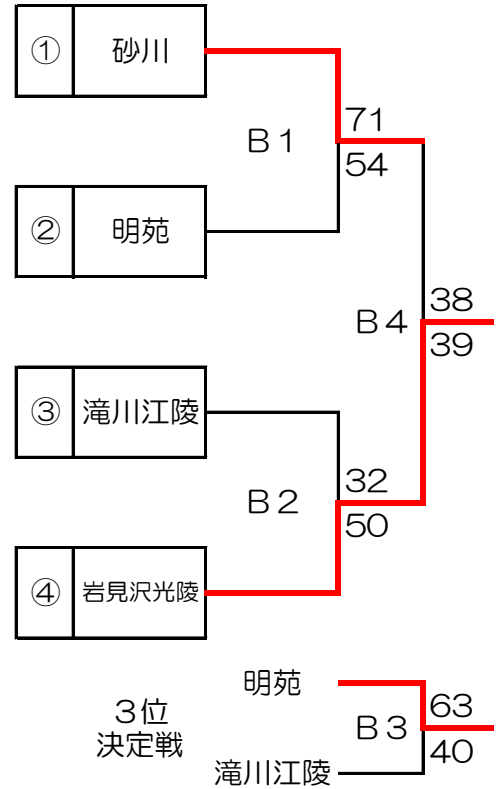 ① 砂川
71
B1
54
② 明苑
38
B4
39
③ 滝川江陵
32
B2
50
④ 岩見沢光陵
明苑
63
3位
B3
決定戦
40
滝川江陵